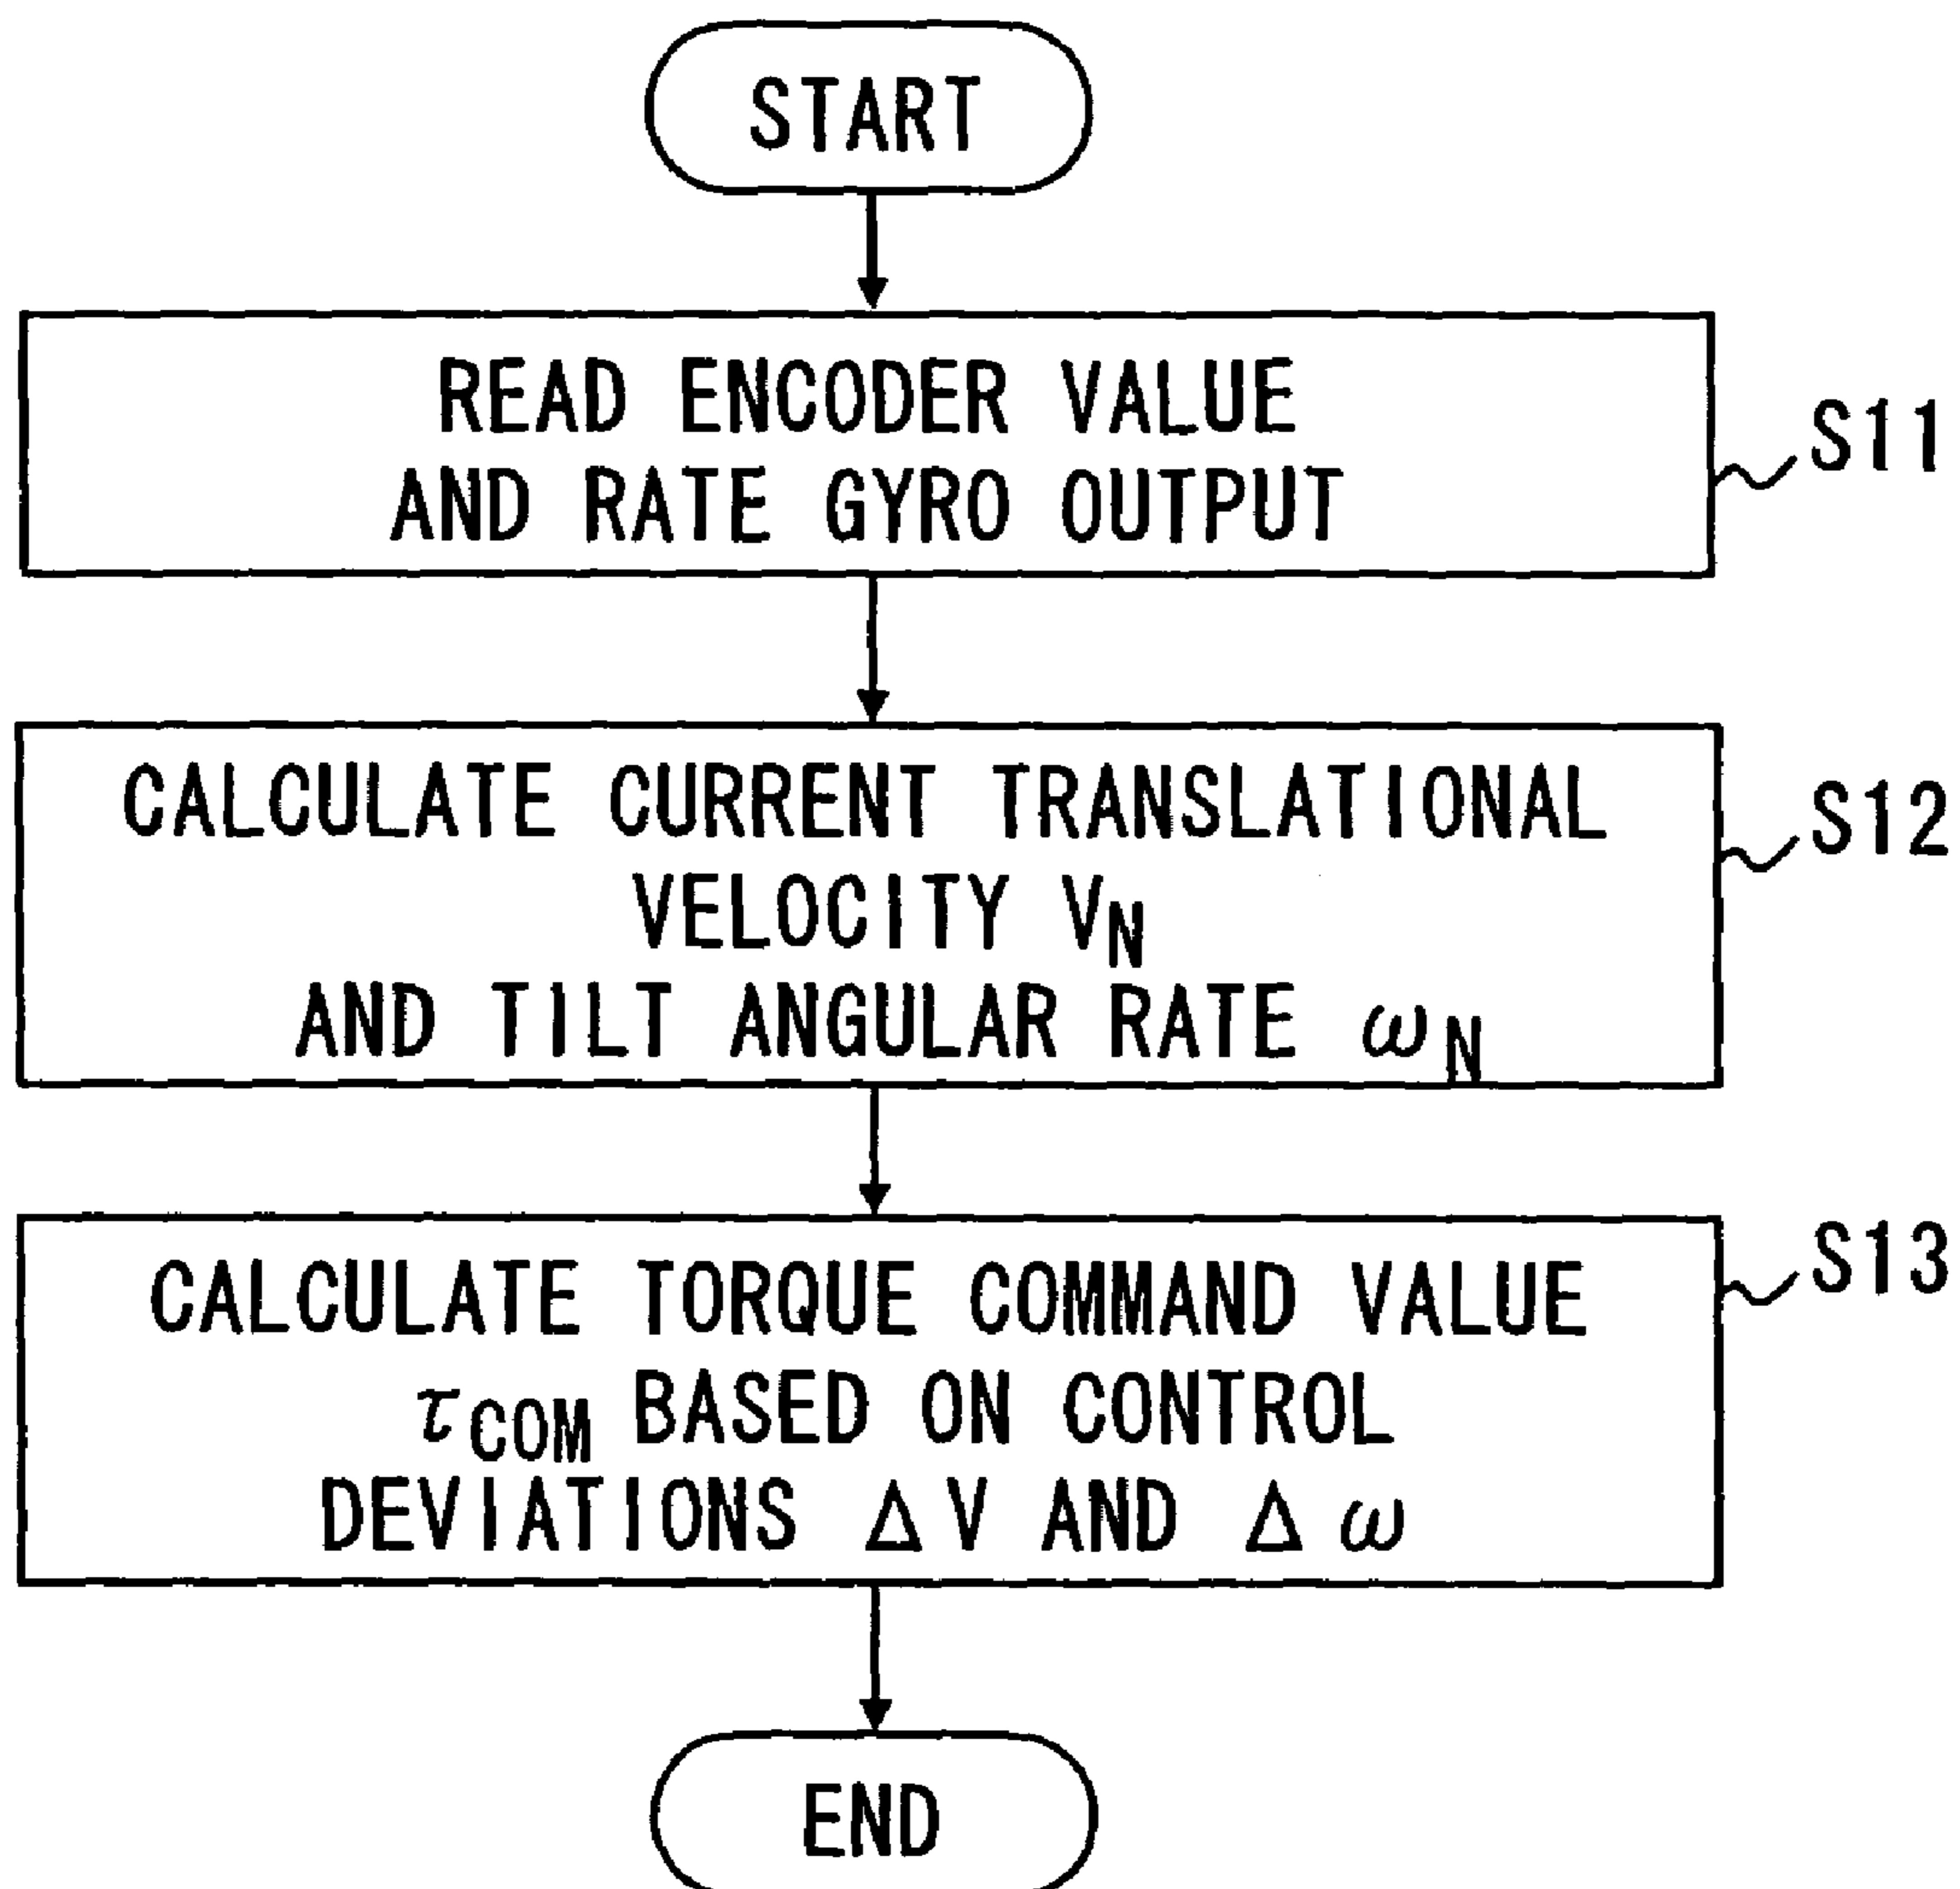 START
READ ENCODER VALUE
AND RATE GYRO OUTPUT
S11
CALCULATE CURRENT TRANSLATIONAL
VELOCITY VN
AND TILT ANGULAR RATE ωN
S12
CALCULATE TORQUE COMMAND VALUE
τCOM BASED ON CONTROL
DEVIATIONS ΔV AND Δω
S13
END